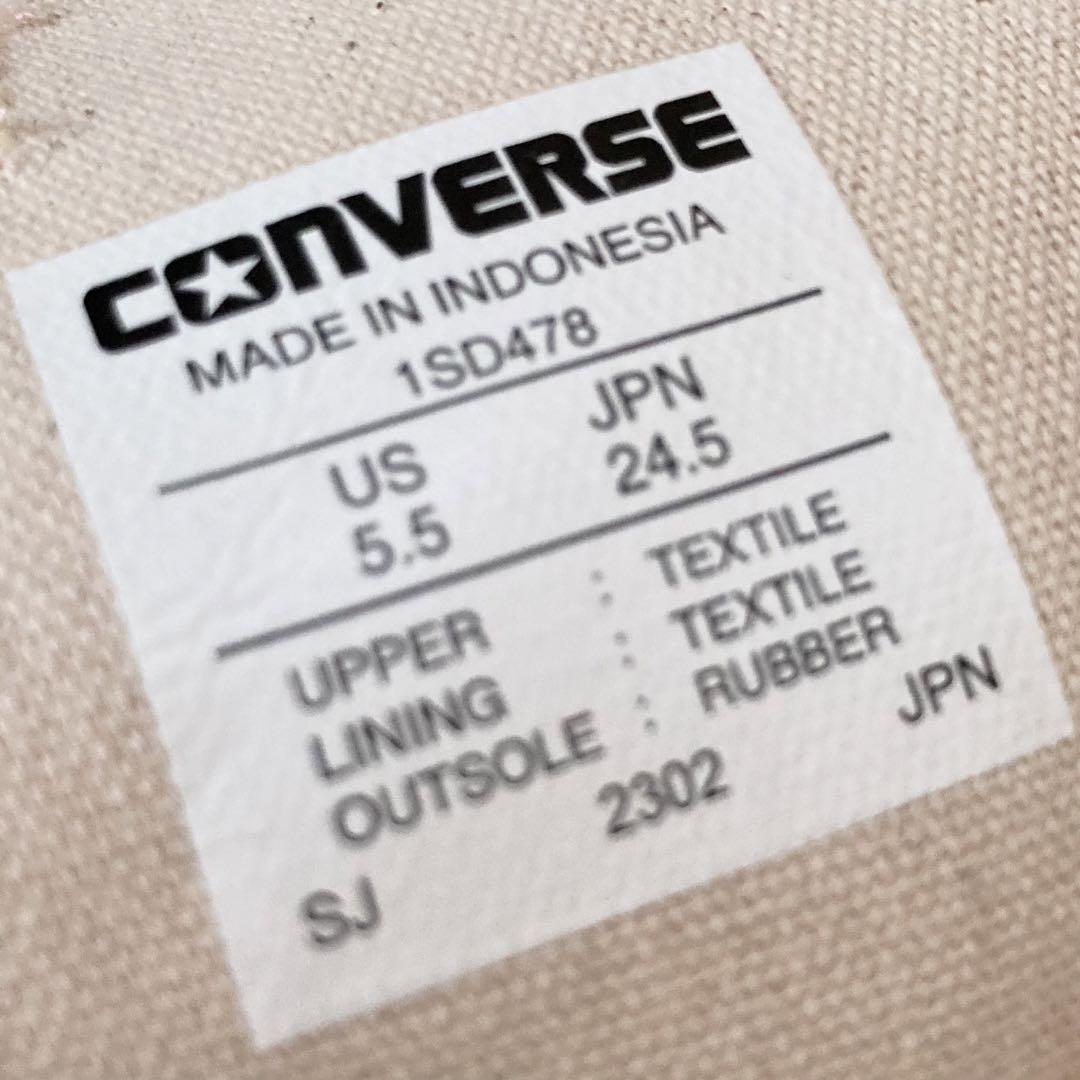 CONVERSE
MADE IN INDONESIA
1SD478
US JPN
5.5 24.5
UPPER : TEXTILE
LINING : TEXTILE
OUTSOLE : RUBBER
SJ 2302 JPN